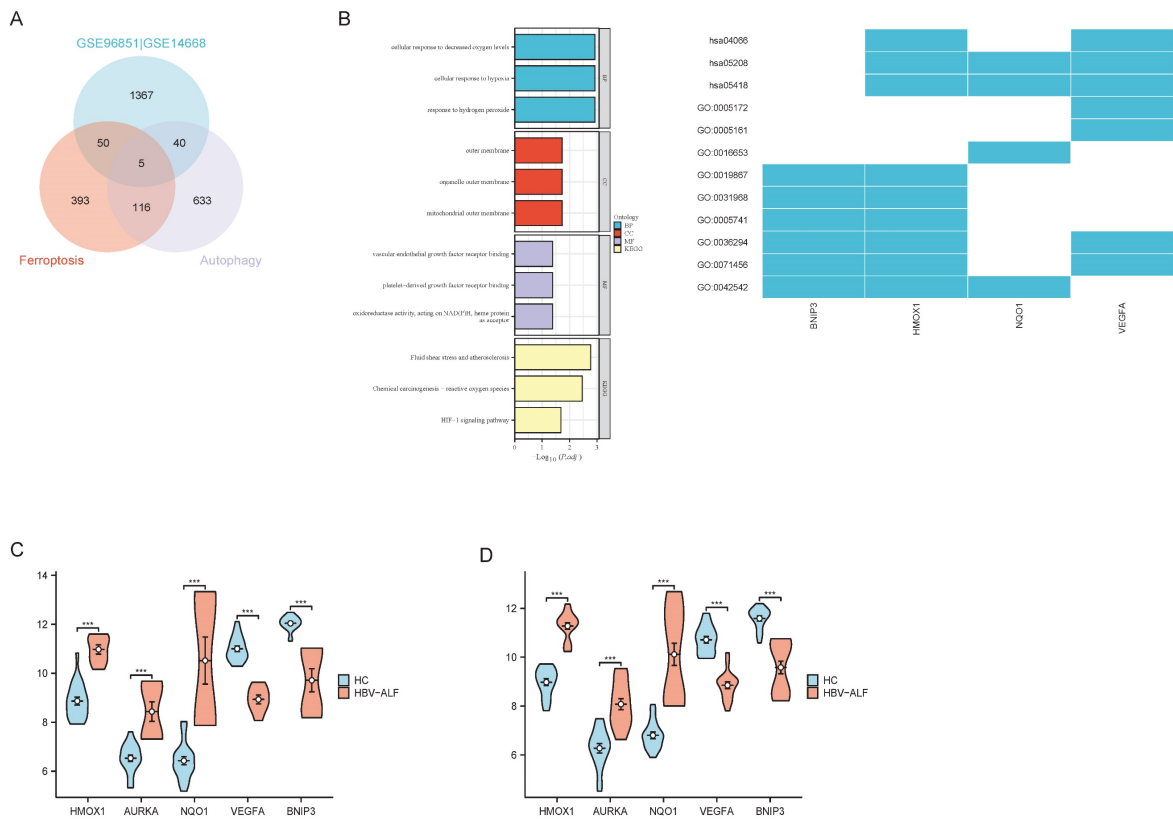 A
GSE96851|GSE14668
1367
50
40
5
393
116
633
Ferroptosis
Autophagy
B
cellular response to decreased oxygen levels
cellular response to hypoxia
response to hydrogen peroxide
BP
outer membrane
organelle outer membrane
mitochondrial outer membrane
CC
vascular endothelial growth factor receptor binding
platelet-derived growth factor receptor binding
oxidoreductase activity, acting on NAD(P)H, heme protein
as acceptor
MF
Fluid shear stress and atherosclerosis
Chemical carcinogenesis - reactive oxygen species
HIF-1 signaling pathway
KEGG
0 1 2 3
-Log10 (P.adj)
Ontology
BP
CC
MF
KEGG
hsa04066
hsa05208
hsa05418
GO:0005172
GO:0005161
GO:0016653
GO:0019867
GO:0031968
GO:0005741
GO:0036294
GO:0071456
GO:0042542
BNIP3
HMOX1
NQO1
VEGFA
C
14
12
10
8
6
***
***
***
***
***
HMOX1 AURKA NQO1 VEGFA BNIP3
HC
HBV-ALF
D
12
10
8
6
***
***
***
***
***
HMOX1 AURKA NQO1 VEGFA BNIP3
HC
HBV-ALF